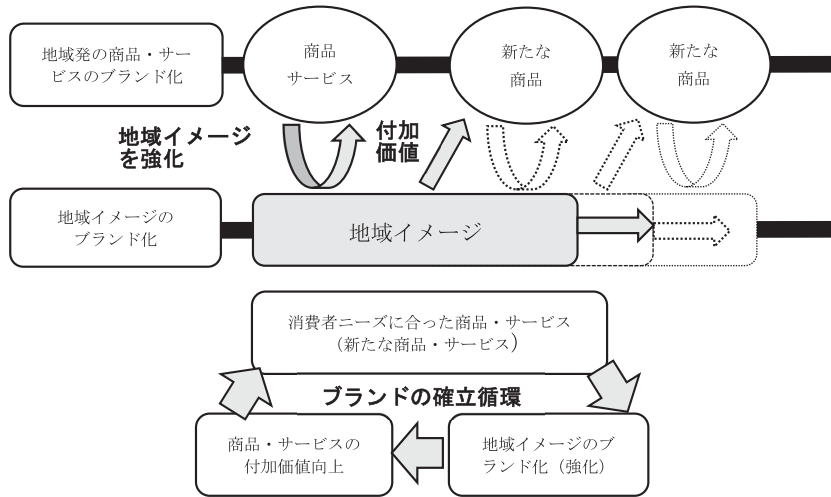 地域発の商品・サー
ビスのブランド化
商品
サービス
新たな
商品
新たな
商品
地域イメージ
を強化
付加
価値
地域イメージの
ブランド化
地域イメージ
消費者ニーズに合った商品・サービス
（新たな商品・サービス）
ブランドの確立循環
商品・サービスの
付加価値向上
地域イメージのブ
ランド化（強化）